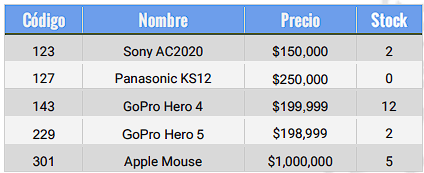 Código Nombre Precio Stock
123 Sony AC2020 $150,000 2
127 Panasonic KS12 $250,000 0
143 GoPro Hero 4 $199,999 12
229 GoPro Hero 5 $198,999 2
301 Apple Mouse $1,000,000 5